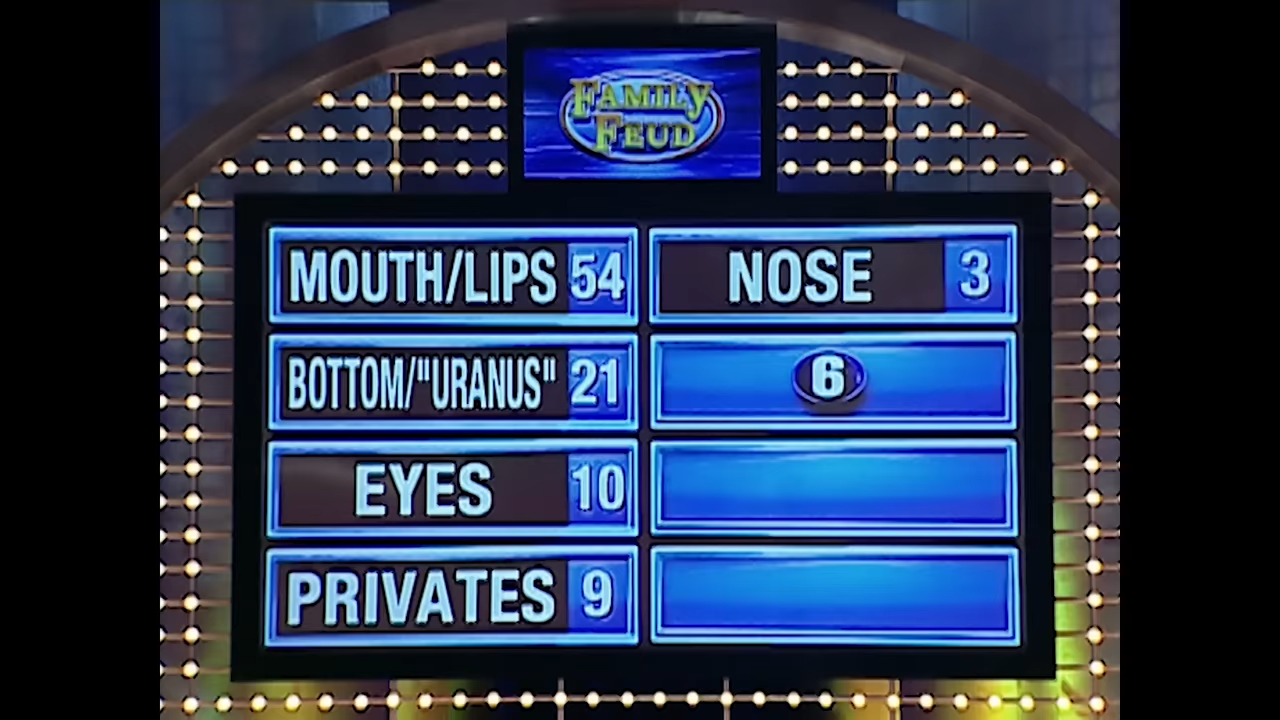 FAMILY
FEUD
MOUTH/LIPS 54
BOTTOM/"URANUS" 21
EYES 10
PRIVATES 9
NOSE 3
6